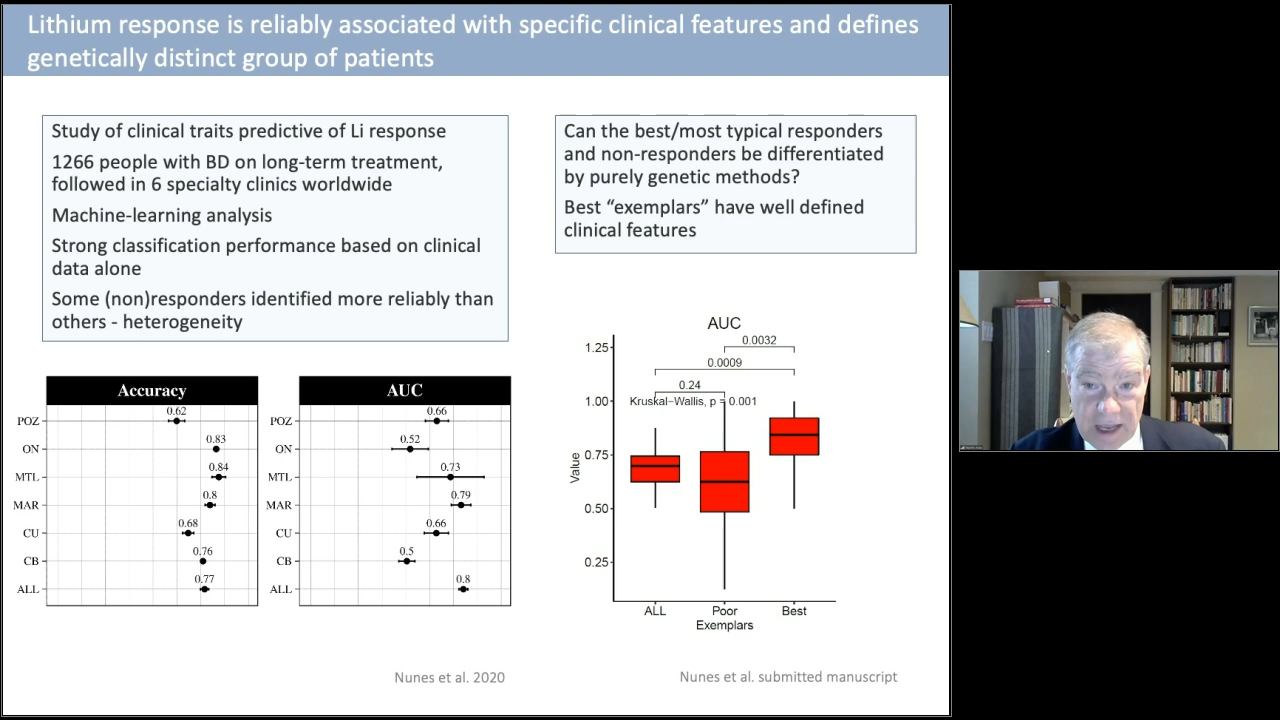 Lithium response is reliably associated with specific clinical features and defines
genetically distinct group of patients
Study of clinical traits predictive of Li response
1266 people with BD on long-term treatment,
followed in 6 specialty clinics worldwide
Machine-learning analysis
Strong classification performance based on clinical
data alone
Some (non)responders identified more reliably than
others - heterogeneity
Can the best/most typical responders
and non-responders be differentiated
by purely genetic methods?
Best “exemplars” have well defined
clinical features
Accuracy
POZ 0.62
ON 0.83
MTL 0.84
MAR 0.8
CU 0.68
CB 0.76
ALL 0.77
AUC
POZ 0.66
ON 0.52
MTL 0.73
MAR 0.79
CU 0.66
CB 0.5
ALL 0.8
AUC
0.0032
0.0009
0.24
Kruskal−Wallis, p = 0.001
Value
1.25
1.00
0.75
0.50
0.25
ALL
Poor
Best
Exemplars
Nunes et al. 2020
Nunes et al. submitted manuscript